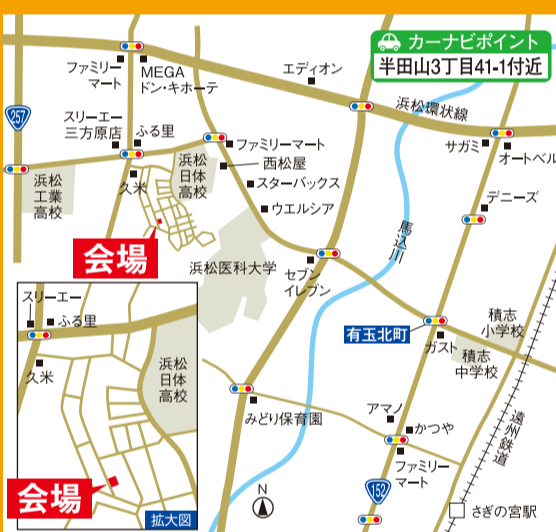 カーナビポイント
半田山3丁目41-1付近
ファミリー
マート
MEGA
ドン・キホーテ
エディオン
浜松環状線
257
スリーエー
三方原店
ふる里
ファミリーマート
西松屋
サガミ
オートベル
浜松
工業
高校
久米
浜松
日体
高校
スターバックス
ウエルシア
デニーズ
馬込川
会場
浜松医科大学
セブン
イレブン
スリーエー
ふる里
久米
浜松
日体
高校
有玉北町
ガスト
積志
小学校
積志
中学校
遠州鉄道
みどり保育園
アマノ
かつや
ファミリー
マート
会場
拡大図
N
152
さぎの宮駅